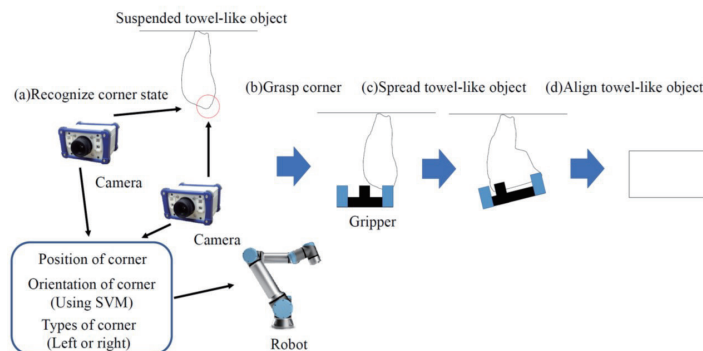 Suspended towel-like object
(a)Recognize corner state
(b)Grasp corner
(c)Spread towel-like object
(d)Align towel-like object
Camera
Camera
Gripper
Position of corner
Orientation of corner
(Using SVM)
Types of corner
(Left or right)
Robot